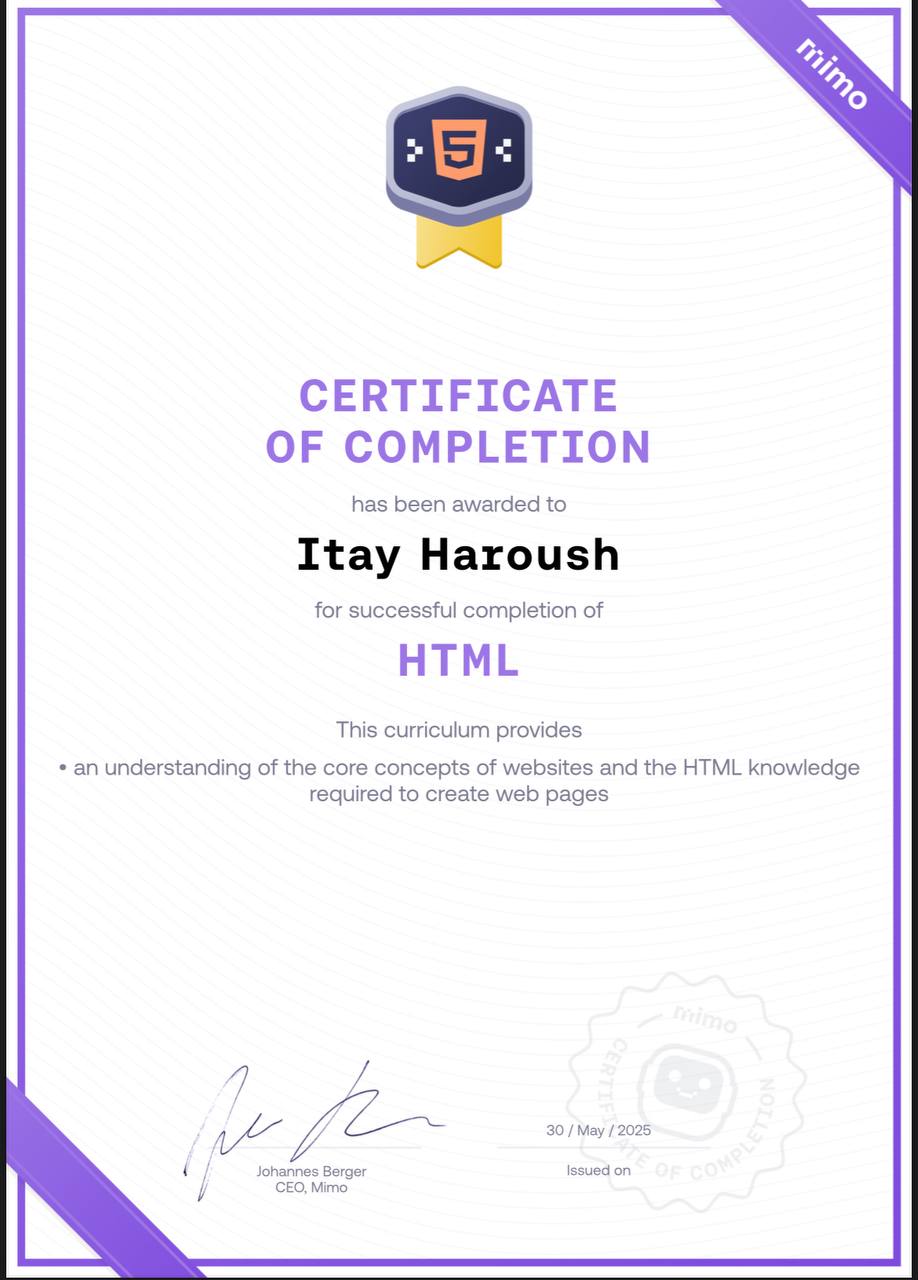 mimo
CERTIFICATE
OF COMPLETION
has been awarded to
Itay Haroush
for successful completion of
HTML
This curriculum provides
• an understanding of the core concepts of websites and the HTML knowledge
required to create web pages
mimo
CERTIFICATE OF COMPLETION
30 / May / 2025
Issued on
Johannes Berger
CEO, Mimo